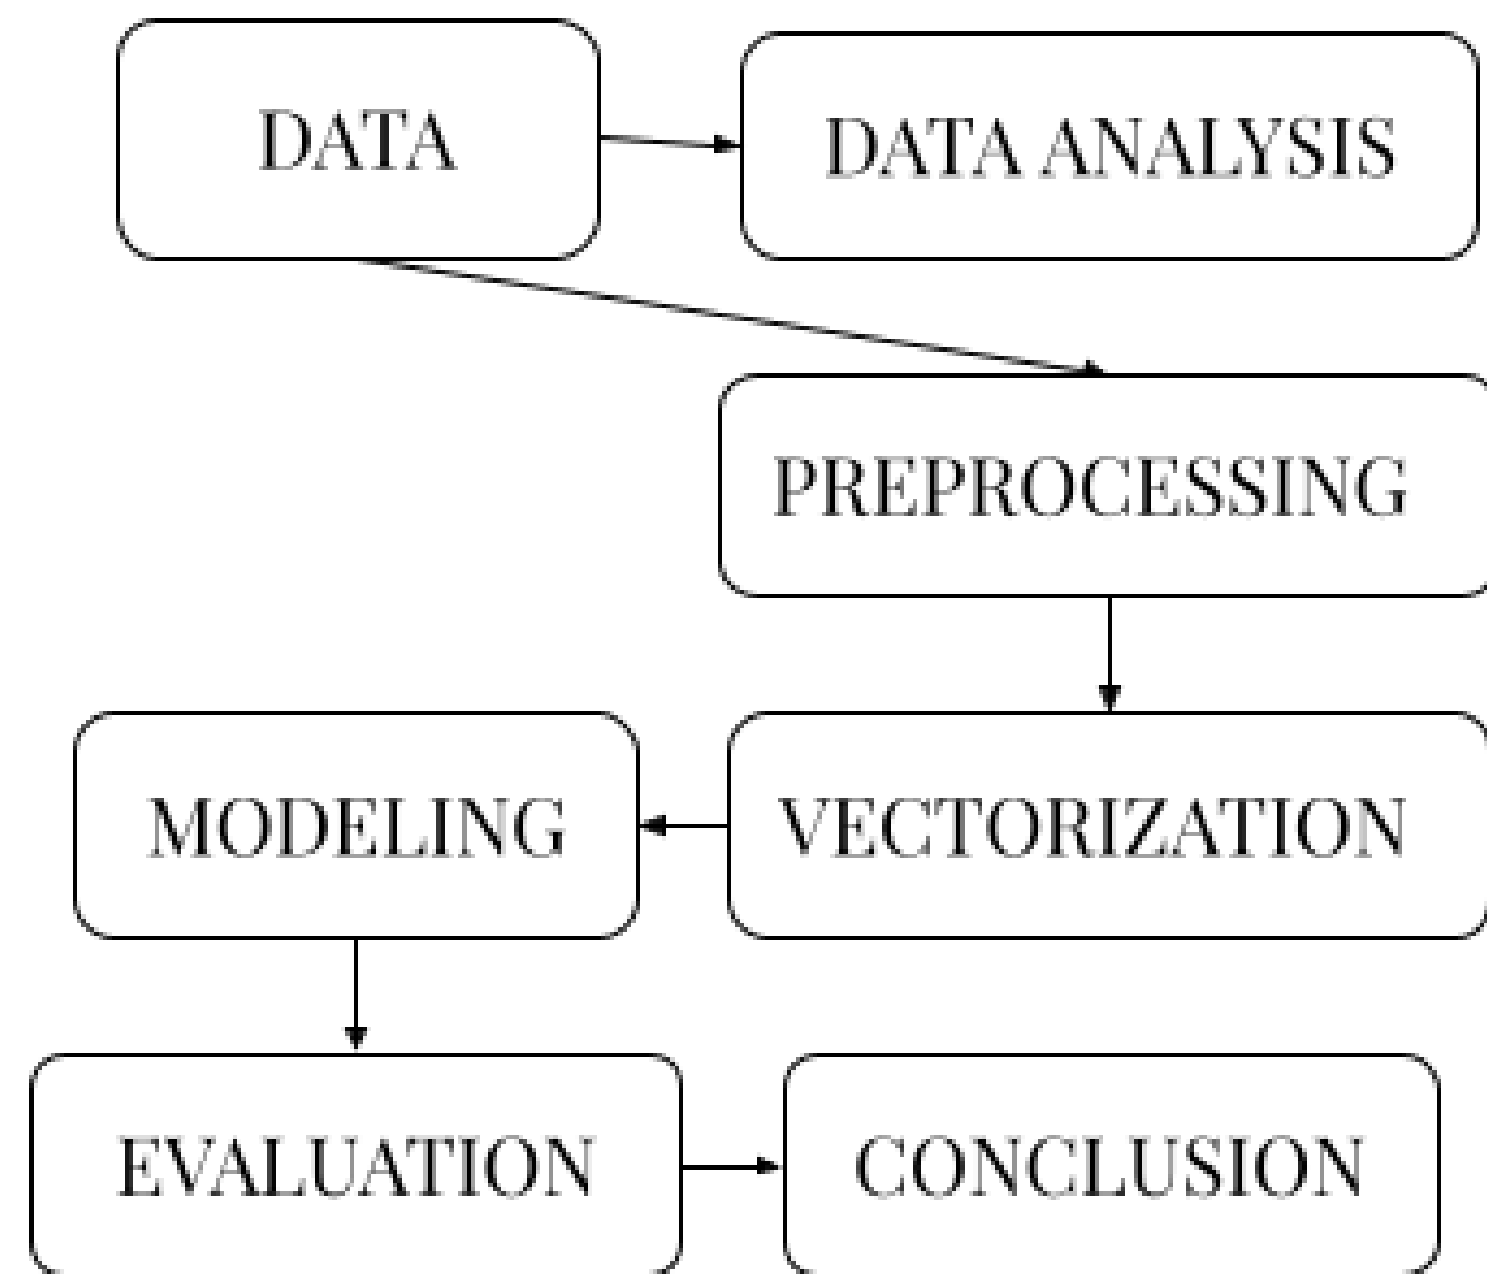 DATA
DATA ANALYSIS
PREPROCESSING
VECTORIZATION
MODELING
EVALUATION
CONCLUSION